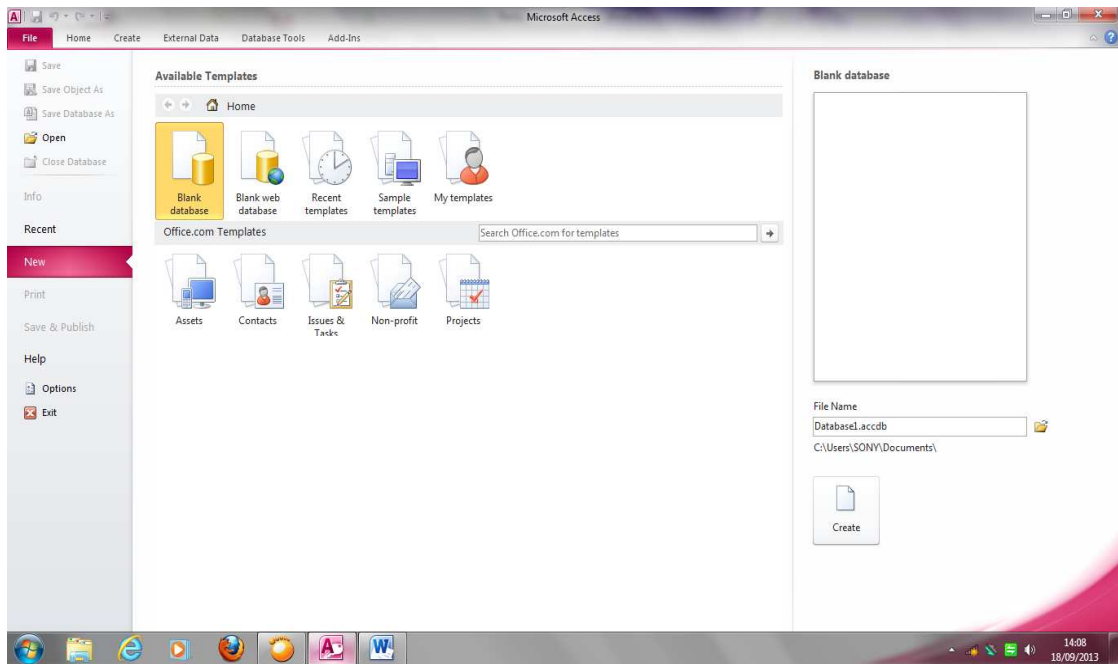 Microsoft Access
File Home Create External Data Database Tools Add-Ins
Save
Save Object As
Save Database As
Open
Close Database
Info
Recent
New
Print
Save & Publish
Help
Options
Exit
Available Templates
Home
Blank database
Blank web database
Recent templates
Sample templates
My templates
Office.com Templates
Search Office.com for templates
Assets
Contacts
Issues & Tasks
Non-profit
Projects
Blank database
File Name
Database1.accdb
C:\Users\SONY\Documents\
Create
14:08
18/09/2013